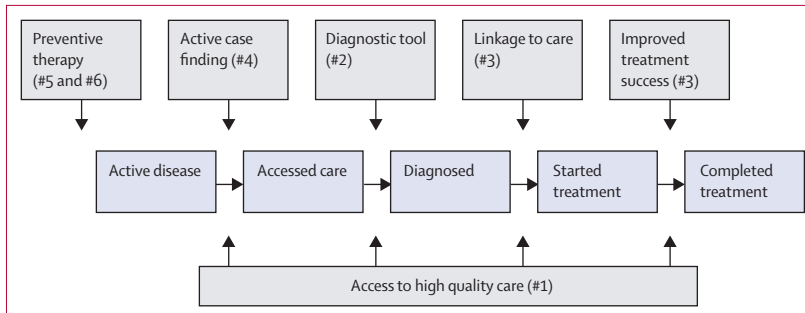 Preventive
therapy
(#5 and #6)
Active case
finding (#4)
Diagnostic tool
(#2)
Linkage to care
(#3)
Improved
treatment
success (#3)
Active disease
Accessed care
Diagnosed
Started
treatment
Completed
treatment
Access to high quality care (#1)